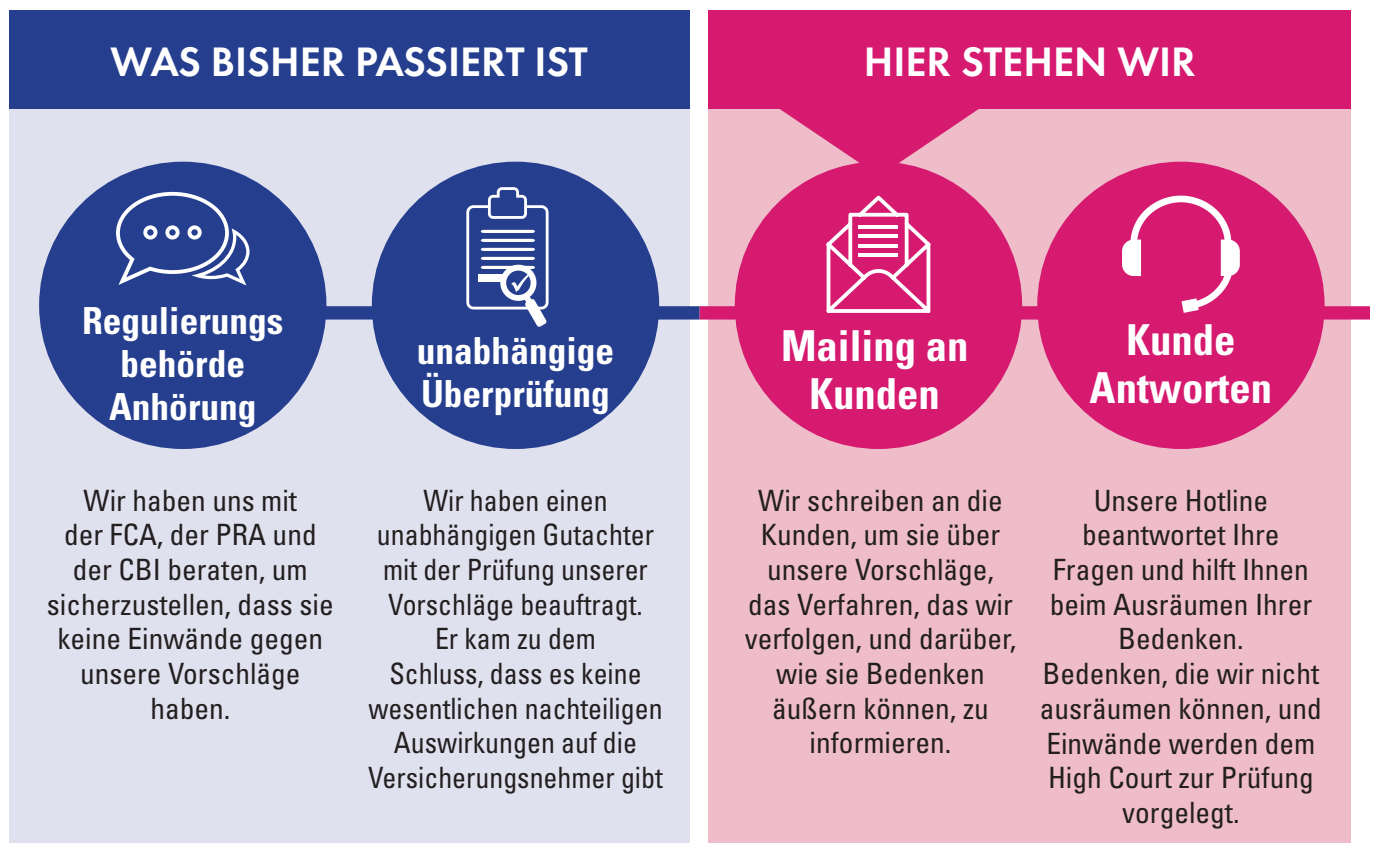 WAS BISHER PASSIERT IST
Regulierungs
behörde
Anhörung
Wir haben uns mit
der FCA, der PRA und
der CBI beraten, um
sicherzustellen, dass sie
keine Einwände gegen
unsere Vorschläge
haben.
unabhängige
Überprüfung
Wir haben einen
unabhängigen Gutachter
mit der Prüfung unserer
Vorschläge beauftragt.
Er kam zu dem
Schluss, dass es keine
wesentlichen nachteiligen
Auswirkungen auf die
Versicherungsnehmer gibt
HIER STEHEN WIR
Mailing an
Kunden
Wir schreiben an die
Kunden, um sie über
unsere Vorschläge,
das Verfahren, das wir
verfolgen, und darüber,
wie sie Bedenken
äußern können, zu
informieren.
Kunde
Antworten
Unsere Hotline
beantwortet Ihre
Fragen und hilft Ihnen
beim Ausräumen Ihrer
Bedenken.
Bedenken, die wir nicht
ausräumen können, und
Einwände werden dem
High Court zur Prüfung
vorgelegt.